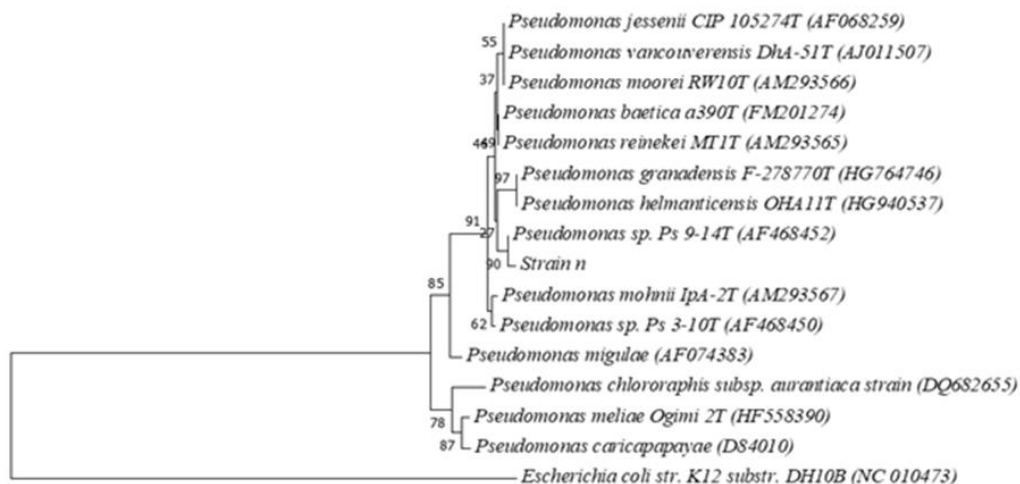 Pseudomonas jessenii CIP 105274T (AF068259)
55
Pseudomonas vancouverensis DhA-51T (AJ011507)
37
Pseudomonas moorei RW10T (AM293566)
Pseudomonas baetica a390T (FM201274)
Pseudomonas reinekei MT1T (AM293565)
97
Pseudomonas granadensis F-278770T (HG764746)
Pseudomonas helmanticensis OHA11T (HG940537)
91
27
Pseudomonas sp. Ps 9-14T (AF468452)
90
Strain n
85
Pseudomonas mohnii IpA-2T (AM293567)
62
Pseudomonas sp. Ps 3-10T (AF468450)
Pseudomonas migulae (AF074383)
Pseudomonas chlororaphis subsp. aurantiaca strain (DQ682655)
78
Pseudomonas meliae Ogimi 2T (HF558390)
87
Pseudomonas caricapapayae (D84010)
Escherichia coli str. K12 substr. DH10B (NC 010473)